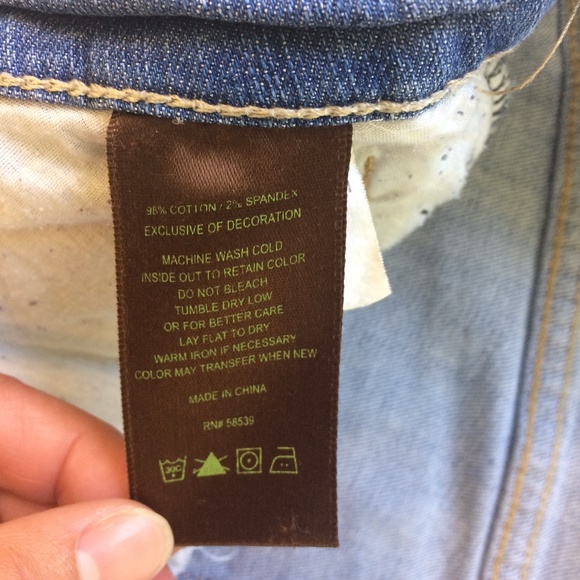 98% COTTON / 2% SPANDEX
EXCLUSIVE OF DECORATION
MACHINE WASH COLD
INSIDE OUT TO RETAIN COLOR
DO NOT BLEACH
TUMBLE DRY LOW
OR FOR BETTER CARE
LAY FLAT TO DRY
WARM IRON IF NECESSARY
COLOR MAY TRANSFER WHEN NEW
MADE IN CHINA
RN# 58539
30C